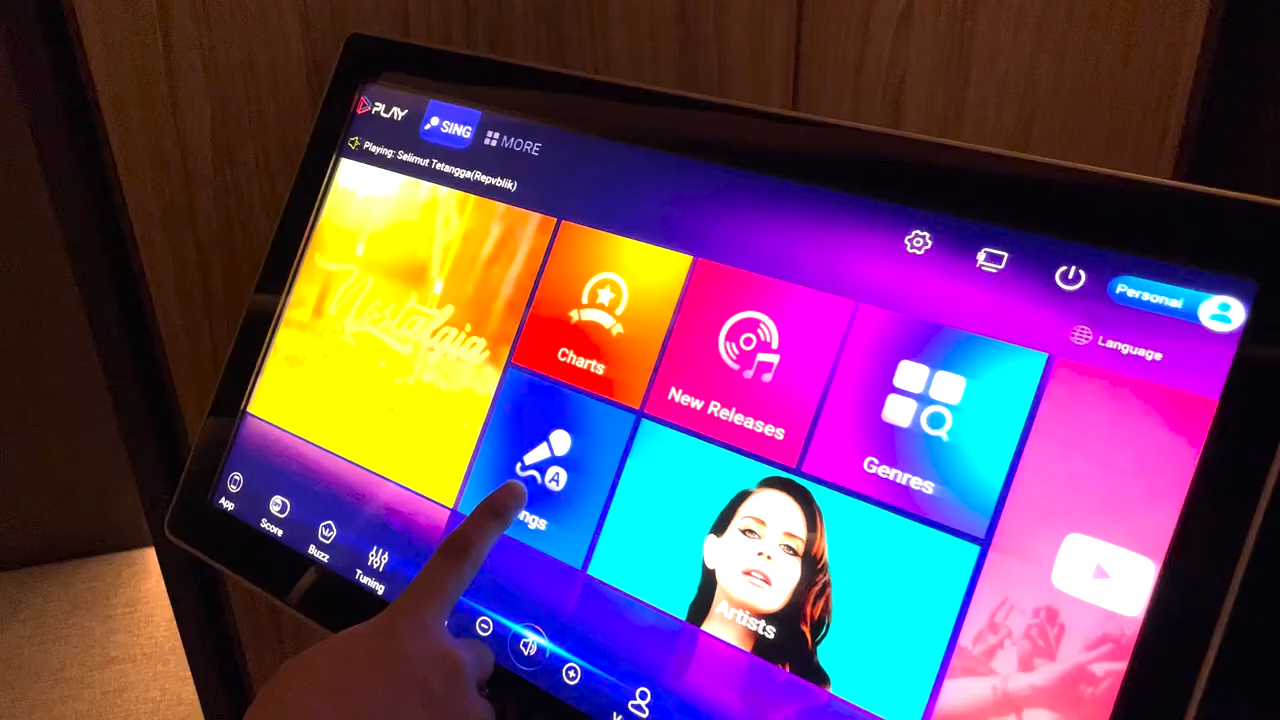 PLAY
SING
MORE
Playing: Selimut Tetangga(Repvblik)
Personal
Language
Nostalgia
Charts
New Releases
Genres
ngs
A
Artists
App
Score
Buzz
Tuning